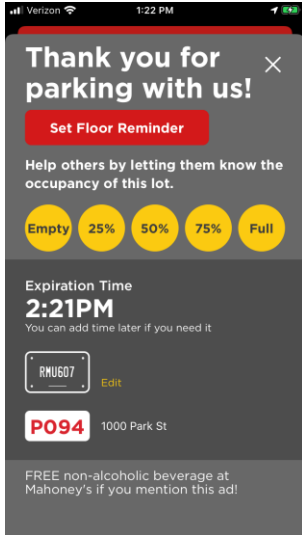 Verizon 1:22 PM
Thank you for
parking with us!
Set Floor Reminder
Help others by letting them know the
occupancy of this lot.
Empty 25% 50% 75% Full
Expiration Time
2:21PM
You can add time later if you need it
RMU607
Edit
P094 1000 Park St
FREE non-alcoholic beverage at
Mahoney's if you mention this ad!